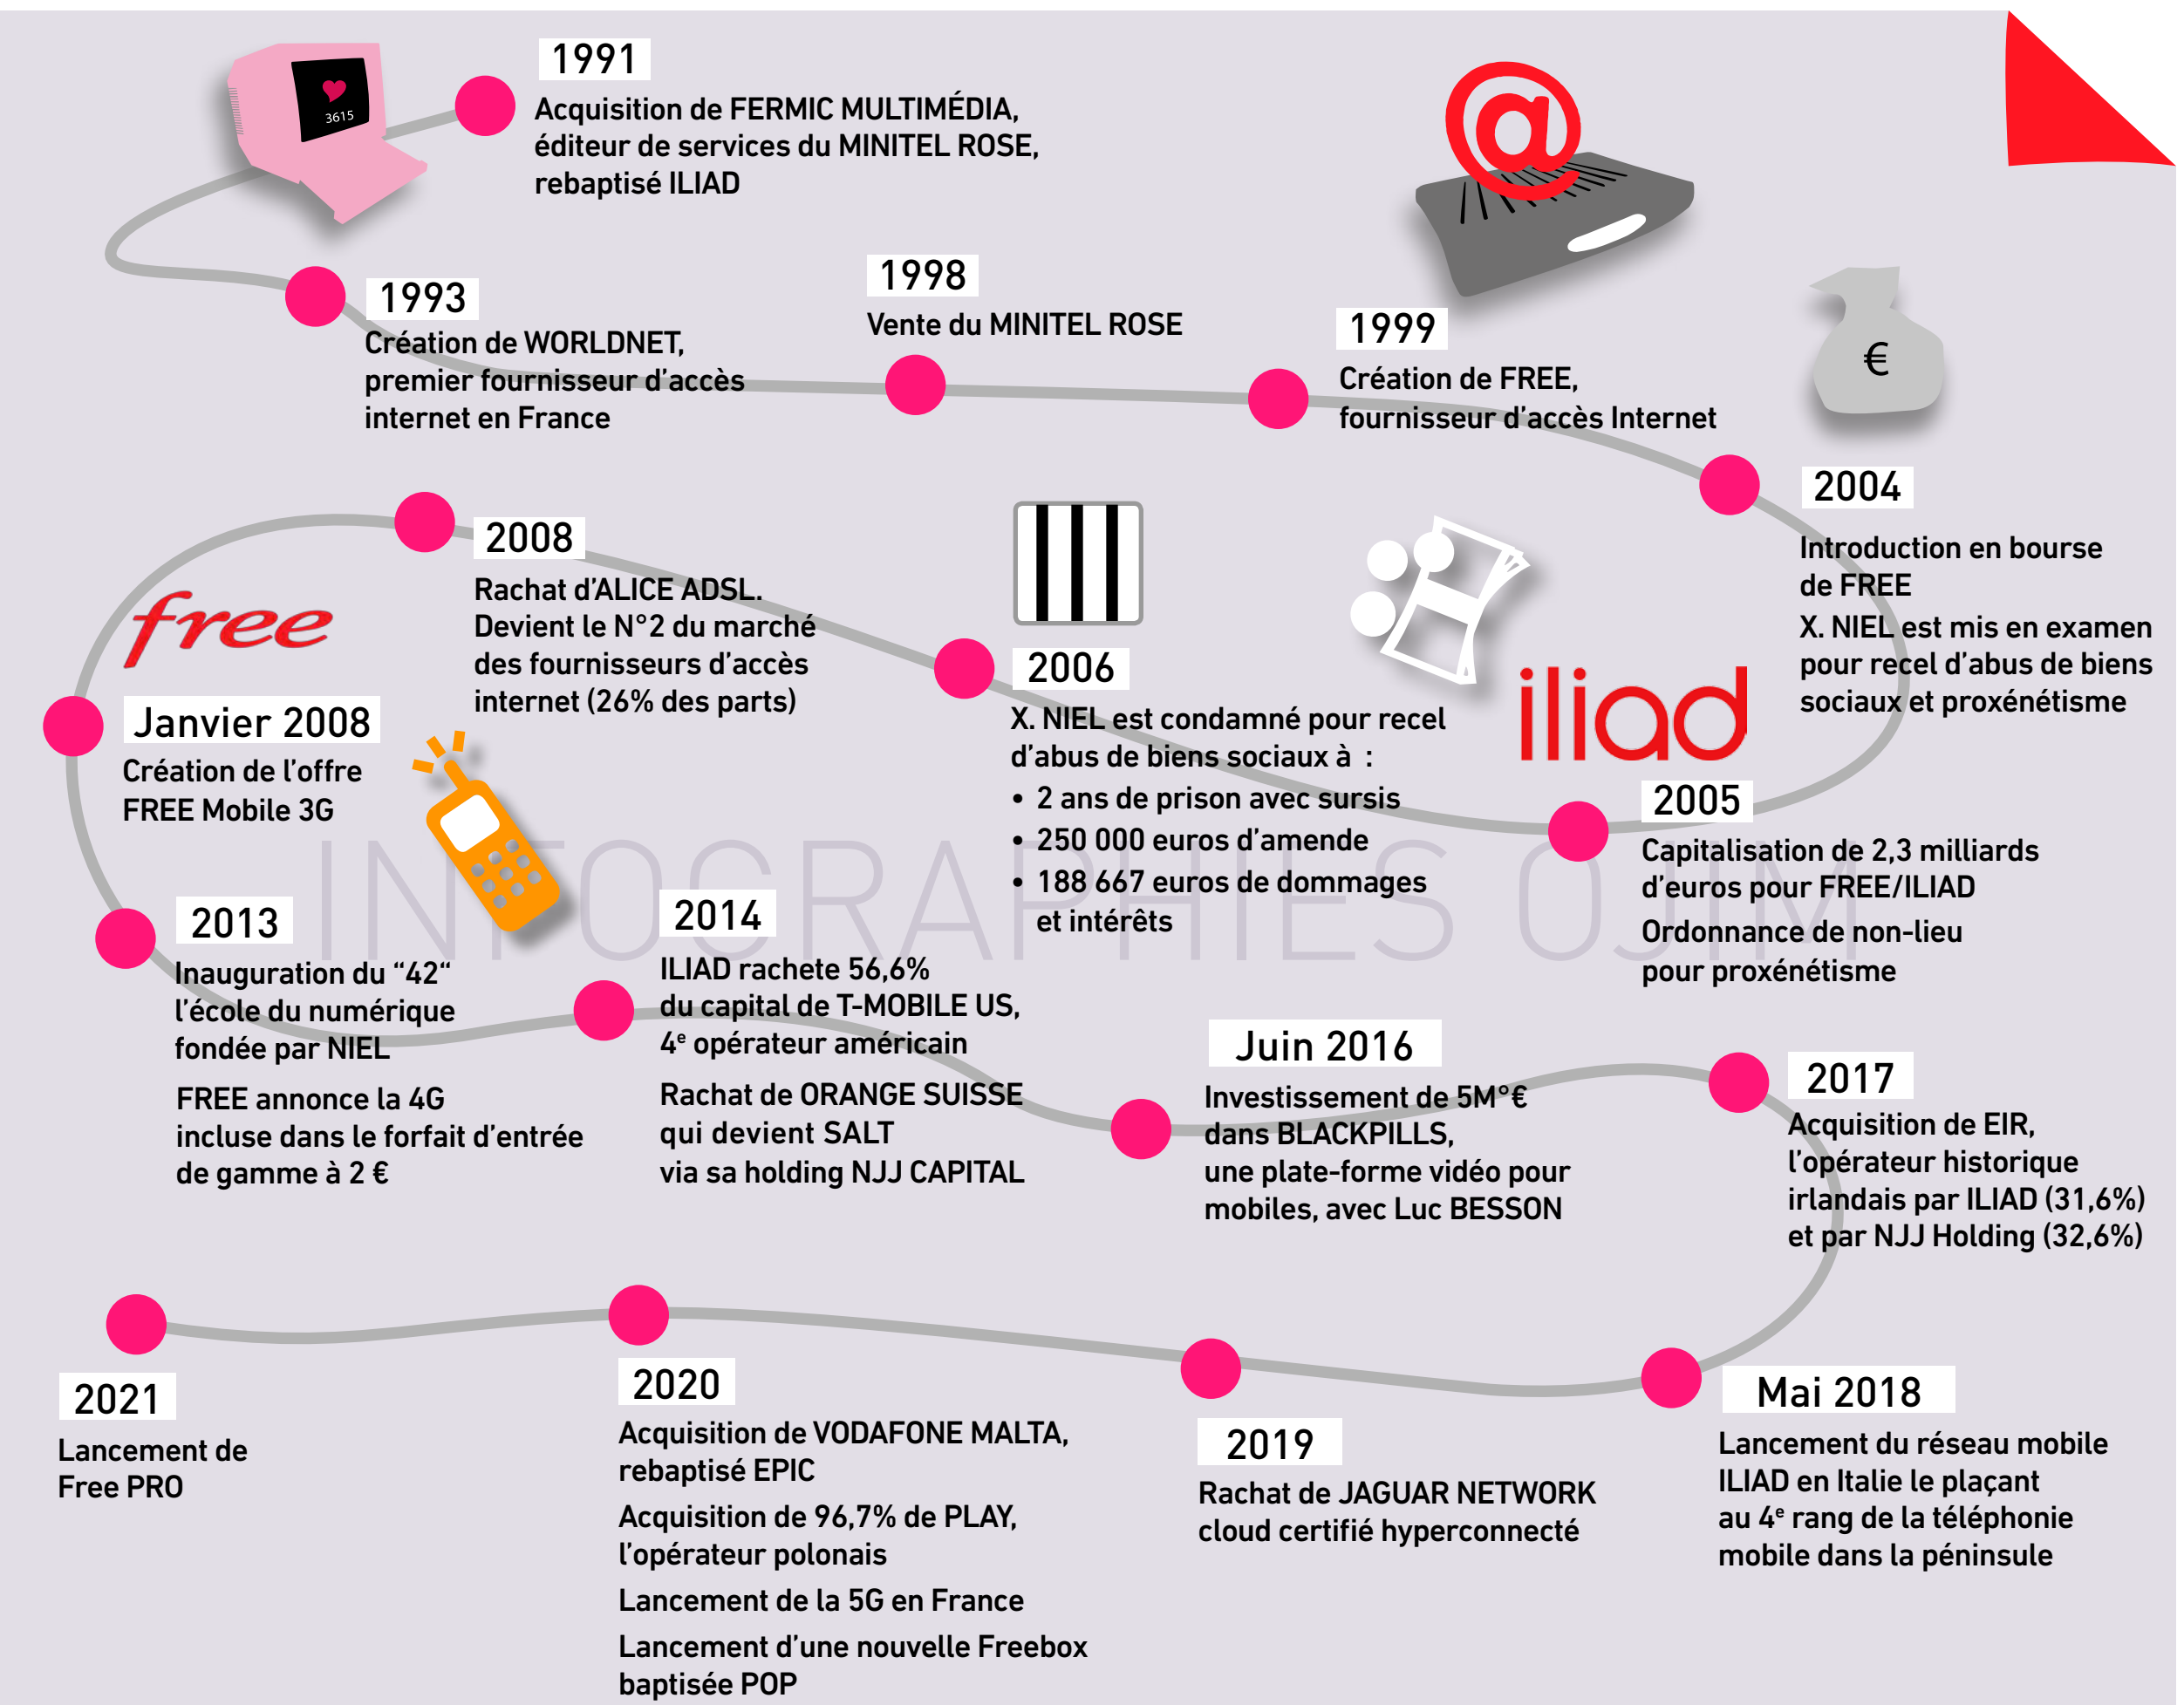 3615
1991
Acquisition de FERMIC MULTIMÉDIA,
éditeur de services du MINITEL ROSE,
rebaptisé ILIAD
@
1993
Création de WORLDNET,
premier fournisseur d'accès
internet en France
1998
Vente du MINITEL ROSE
1999
Création de FREE,
fournisseur d'accès Internet
€
2004
Introduction en bourse
de FREE
X. NIEL est mis en examen
pour recel d'abus de biens
sociaux et proxénétisme
iliad
2005
Capitalisation de 2,3 milliards
d'euros pour FREE/ILIAD
Ordonnance de non-lieu
pour proxénétisme
2006
X. NIEL est condamné pour recel
d'abus de biens sociaux à :
• 2 ans de prison avec sursis
• 250 000 euros d'amende
• 188 667 euros de dommages
et intérêts
2008
Rachat d'ALICE ADSL.
Devient le N°2 du marché
des fournisseurs d'accès
internet (26% des parts)
free
Janvier 2008
Création de l'offre
FREE Mobile 3G
INFOGRAPHIES OJIM
2013
Inauguration du “42“
l'école du numérique
fondée par NIEL
FREE annonce la 4G
incluse dans le forfait d'entrée
de gamme à 2 €
2014
ILIAD rachete 56,6%
du capital de T-MOBILE US,
4e opérateur américain
Rachat de ORANGE SUISSE
qui devient SALT
via sa holding NJJ CAPITAL
Juin 2016
Investissement de 5M°€
dans BLACKPILLS,
une plate-forme vidéo pour
mobiles, avec Luc BESSON
2017
Acquisition de EIR,
l'opérateur historique
irlandais par ILIAD (31,6%)
et par NJJ Holding (32,6%)
Mai 2018
Lancement du réseau mobile
ILIAD en Italie le plaçant
au 4e rang de la téléphonie
mobile dans la péninsule
2019
Rachat de JAGUAR NETWORK
cloud certifié hyperconnecté
2020
Acquisition de VODAFONE MALTA,
rebaptisé EPIC
Acquisition de 96,7% de PLAY,
l'opérateur polonais
Lancement de la 5G en France
Lancement d'une nouvelle Freebox
baptisée POP
2021
Lancement de
Free PRO